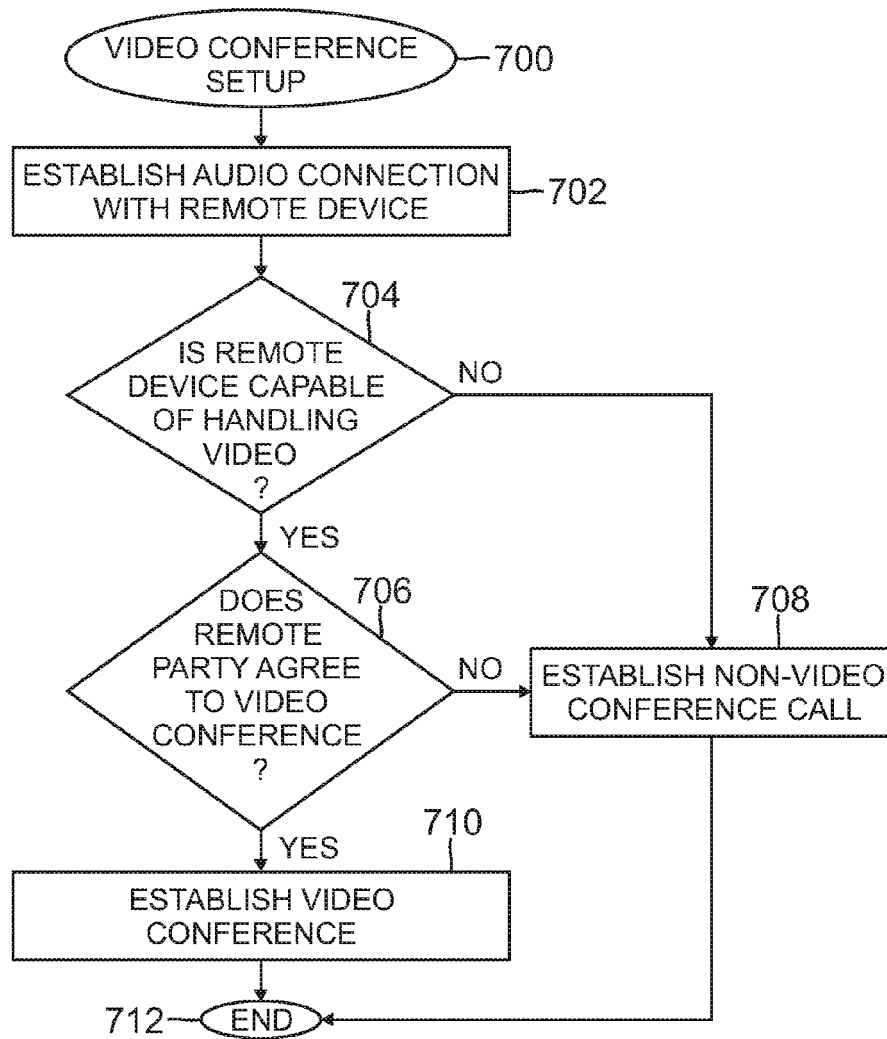 VIDEO CONFERENCE
SETUP
700
ESTABLISH AUDIO CONNECTION
WITH REMOTE DEVICE
702
704
IS REMOTE
DEVICE CAPABLE
OF HANDLING
VIDEO
?
NO
YES
706
DOES
REMOTE
PARTY AGREE
TO VIDEO
CONFERENCE
?
NO
708
ESTABLISH NON-VIDEO
CONFERENCE CALL
YES
710
ESTABLISH VIDEO
CONFERENCE
712
END